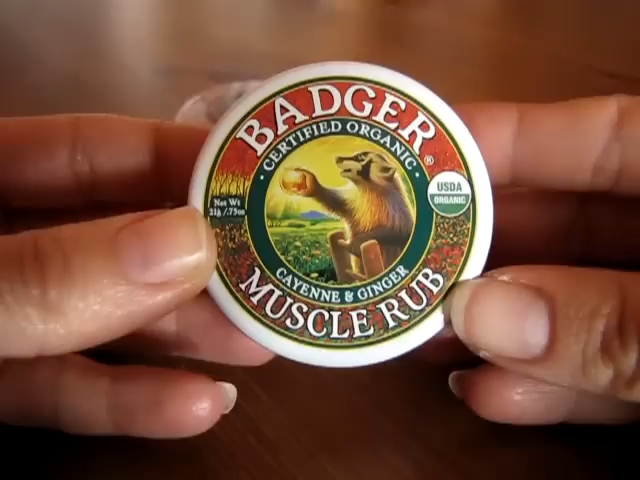 BADGER®
· CERTIFIED ORGANIC ·
Net Wt
21g /.75oz
USDA
ORGANIC
CAYENNE & GINGER
MUSCLE RUB